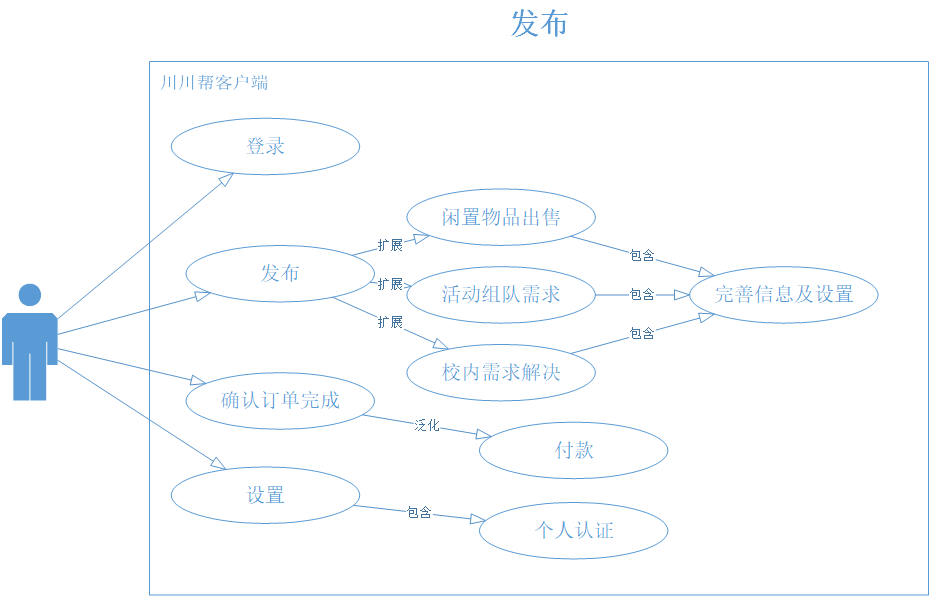 发布
川川帮客户端
登录
闲置物品出售
扩展
包含
发布
扩展
活动组队需求
包含
完善信息及设置
扩展
包含
校内需求解决
确认订单完成
泛化
付款
设置
包含
个人认证